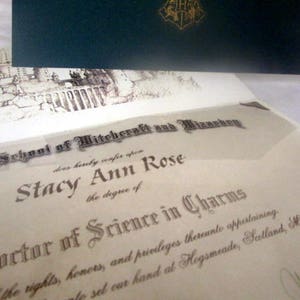 School of Witchcraft and Wizardry
does hereby confer upon
Stacy Ann Rose
the degree of
octor of Science in Charms
the rights, honors, and privileges thereunto appertaining.
set our hand at Hogsmeade, Scotland,